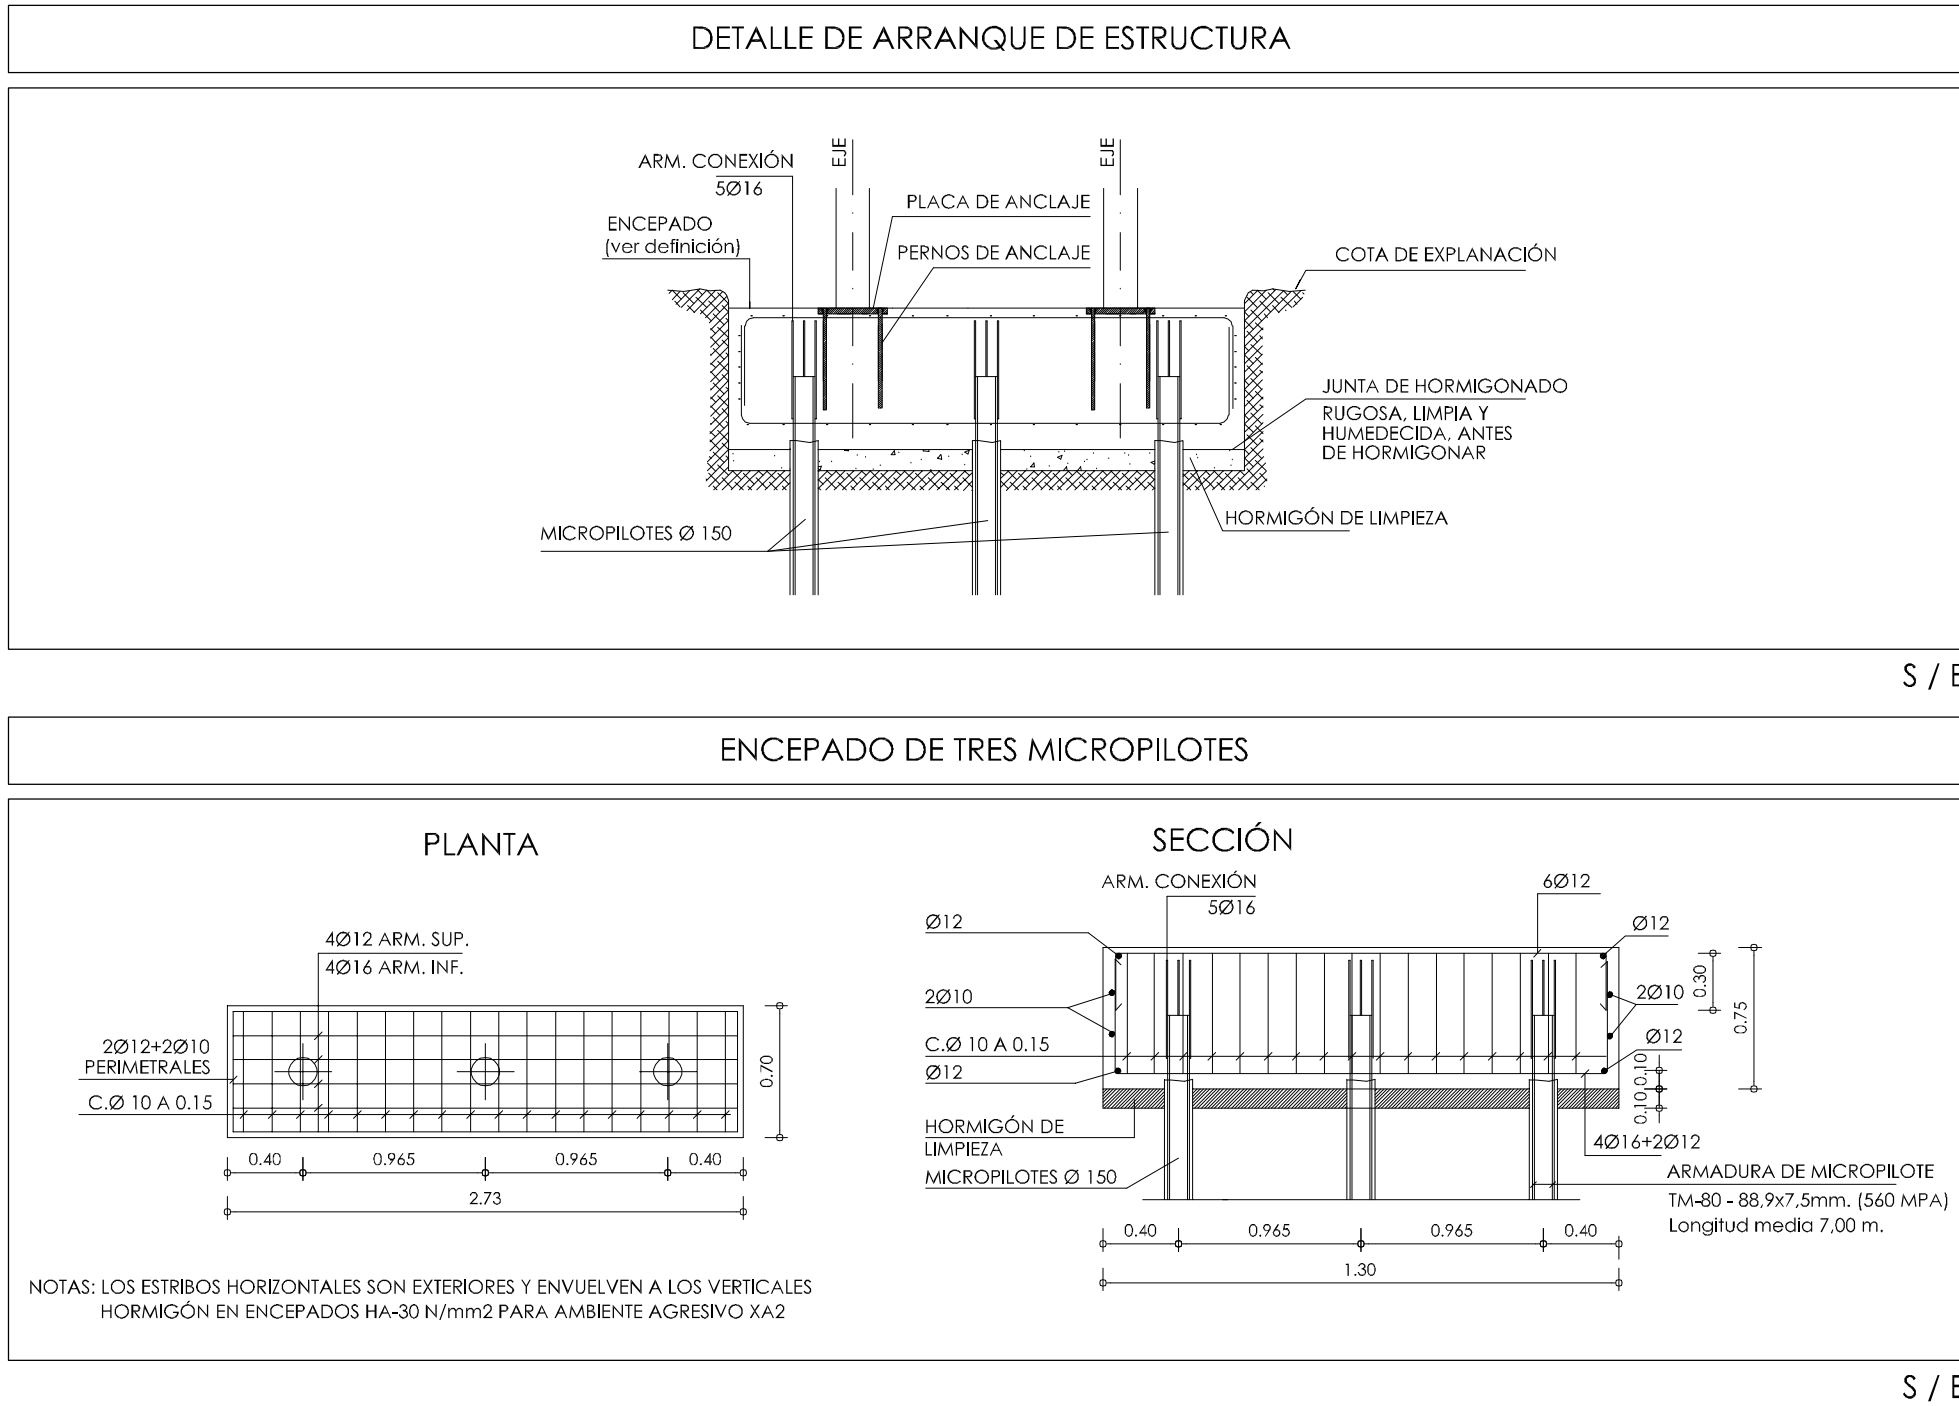 DETALLE DE ARRANQUE DE ESTRUCTURA
EJE
EJE
ARM. CONEXIÓN
5Ø16
PLACA DE ANCLAJE
ENCEPADO
(ver definición)
PERNOS DE ANCLAJE
COTA DE EXPLANACIÓN
JUNTA DE HORMIGONADO
RUGOSA, LIMPIA Y
HUMEDECIDA, ANTES
DE HORMIGONAR
HORMIGÓN DE LIMPIEZA
MICROPILOTES Ø 150
S / E
ENCEPADO DE TRES MICROPILOTES
PLANTA
4Ø12 ARM. SUP.
4Ø16 ARM. INF.
2Ø12+2Ø10
PERIMETRALES
C.Ø 10 A 0.15
0.70
0.40 0.965 0.965 0.40
2.73
NOTAS: LOS ESTRIBOS HORIZONTALES SON EXTERIORES Y ENVUELVEN A LOS VERTICALES
HORMIGÓN EN ENCEPADOS HA-30 N/mm2 PARA AMBIENTE AGRESIVO XA2
SECCIÓN
ARM. CONEXIÓN
5Ø16
6Ø12
Ø12
Ø12
2Ø10
2Ø10
0.30
0.75
C.Ø 10 A 0.15
Ø12
Ø12
0.10
0.10
HORMIGÓN DE
LIMPIEZA
4Ø16+2Ø12
MICROPILOTES Ø 150
ARMADURA DE MICROPILOTE
TM-80 - 88,9x7,5mm. (560 MPA)
Longitud media 7,00 m.
0.40 0.965 0.965 0.40
1.30
S / E